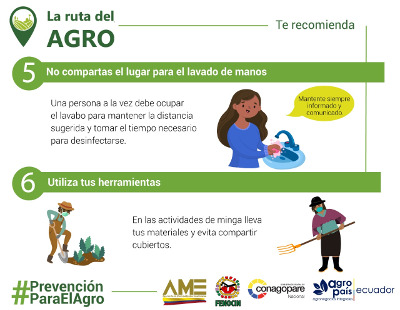 La ruta del
AGRO
Te recomienda
5 No compartas el lugar para el lavado de manos
Una persona a la vez debe ocupar
el lavabo para mantener la distancia
sugerida y tomar el tiempo necesario
para desinfectarse.
Mantente siempre
informado y
comunicado.
6 Utiliza tus herramientas
En las actividades de minga lleva
tus materiales y evita compartir
cubiertos.
#Prevención
ParaElAgro
AME
FENOCIN
conagopare
Nacional
agro
país
ecuador